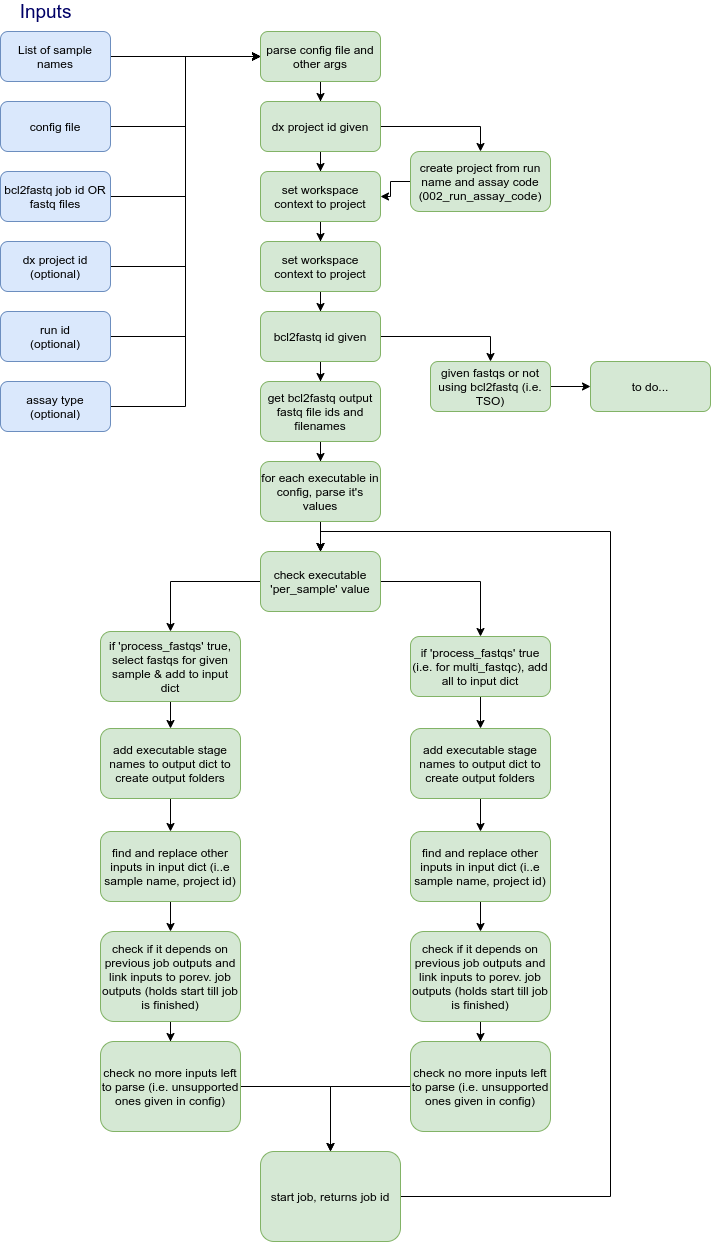 Inputs
List of sample
names
parse config file and
other args
config file
dx project id given
create project from run
name and assay code
(002_run_assay_code)
bcl2fastq job id OR
fastq files
set workspace
context to project
dx project id
(optional)
set workspace
context to project
run id
(optional)
bcl2fastq id given
given fastqs or not
using bcl2fastq (i.e.
TSO)
to do...
assay type
(optional)
get bcl2fastq output
fastq file ids and
filenames
for each executable in
config, parse it's
values
check executable
'per_sample' value
if 'process_fastqs' true,
select fastqs for given
sample & add to input
dict
if 'process_fastqs' true
(i.e. for multi_fastqc), add
all to input dict
add executable stage
names to output dict to
create output folders
add executable stage
names to output dict to
create output folders
find and replace other
inputs in input dict (i..e
sample name, project id)
find and replace other
inputs in input dict (i..e
sample name, project id)
check if it depends on
previous job outputs and
link inputs to porev. job
outputs (holds start till job
is finished)
check if it depends on
previous job outputs and
link inputs to porev. job
outputs (holds start till job
is finished)
check no more inputs left
to parse (i.e. unsupported
ones given in config)
check no more inputs left
to parse (i.e. unsupported
ones given in config)
start job, returns job id